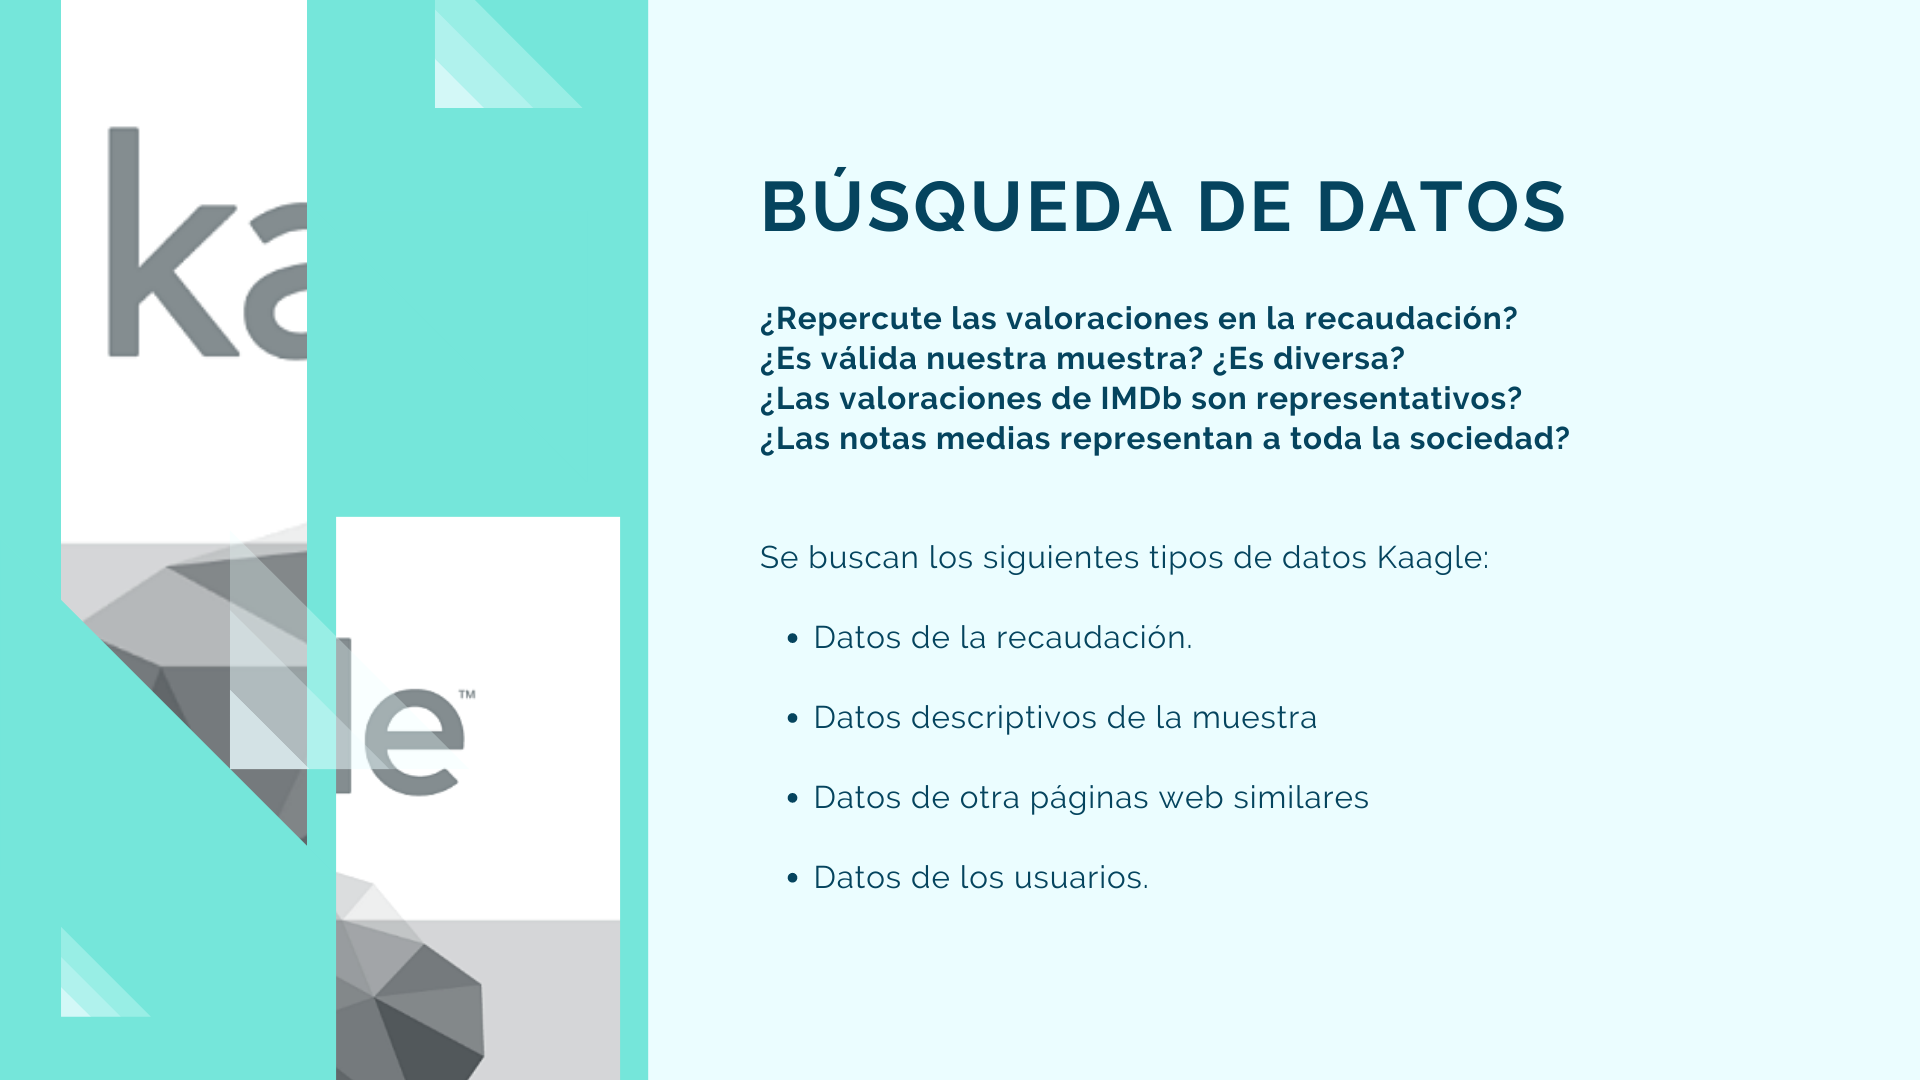 ka
le™
BÚSQUEDA DE DATOS
¿Repercute las valoraciones en la recaudación?
¿Es válida nuestra muestra? ¿Es diversa?
¿Las valoraciones de IMDb son representativos?
¿Las notas medias representan a toda la sociedad?
Se buscan los siguientes tipos de datos Kaagle:
• Datos de la recaudación.
• Datos descriptivos de la muestra
• Datos de otra páginas web similares
• Datos de los usuarios.